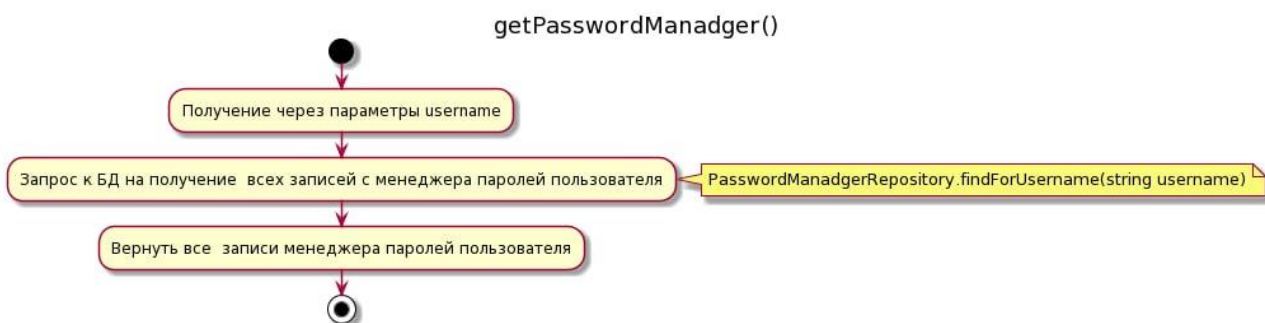 getPasswordManadger()
Получение через параметры username
Запрос к БД на получение  всех записей с менеджера паролей пользователя
PasswordManadgerRepository.findForUsername(string username)
Вернуть все  записи менеджера паролей пользователя